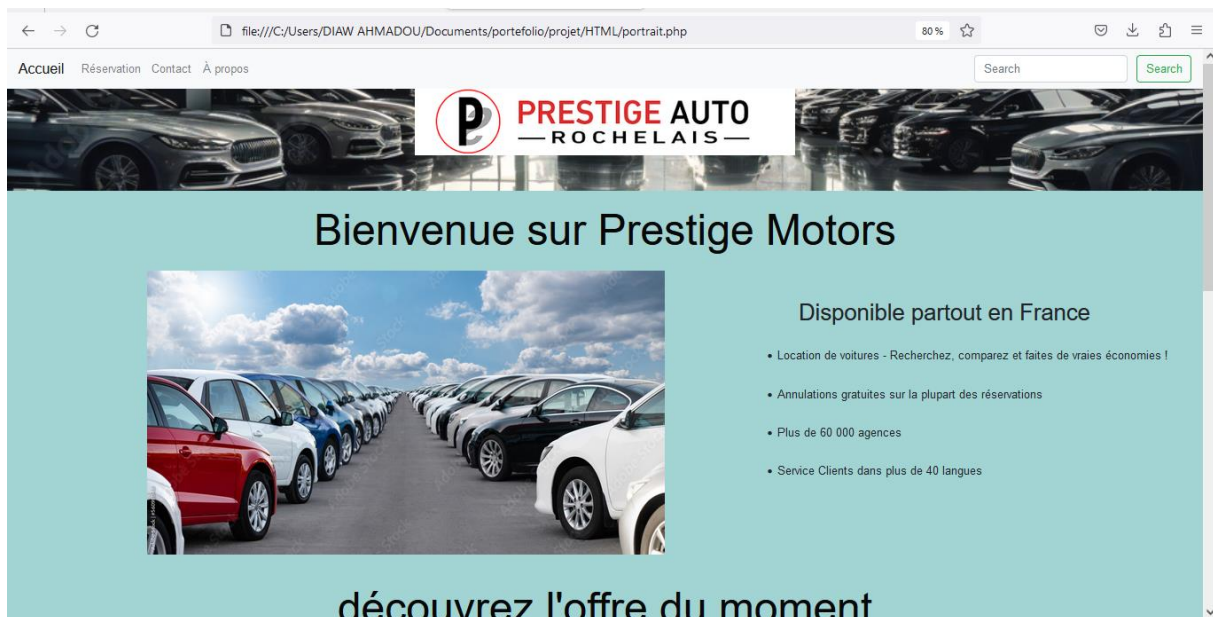 file:///C:/Users/DIAW AHMADOU/Documents/portefolio/projet/HTML/portrait.php
80 %
Accueil Réservation Contact À propos
Search Search
PRESTIGE AUTO
ROCHELAIS
Bienvenue sur Prestige Motors
Disponible partout en France
• Location de voitures - Recherchez, comparez et faites de vraies économies !
• Annulations gratuites sur la plupart des réservations
• Plus de 60 000 agences
• Service Clients dans plus de 40 langues
découvrez l'offre du moment